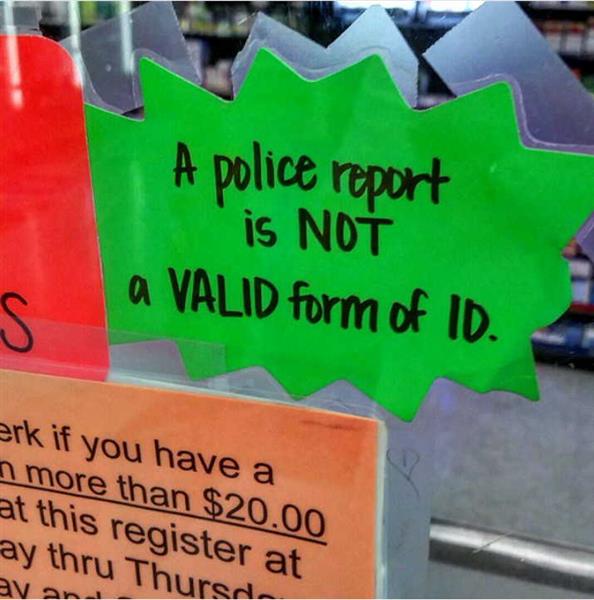 A police report
is NOT
a VALID form of ID.
S
erk if you have a
more than $20.00
at this register at
ay thru